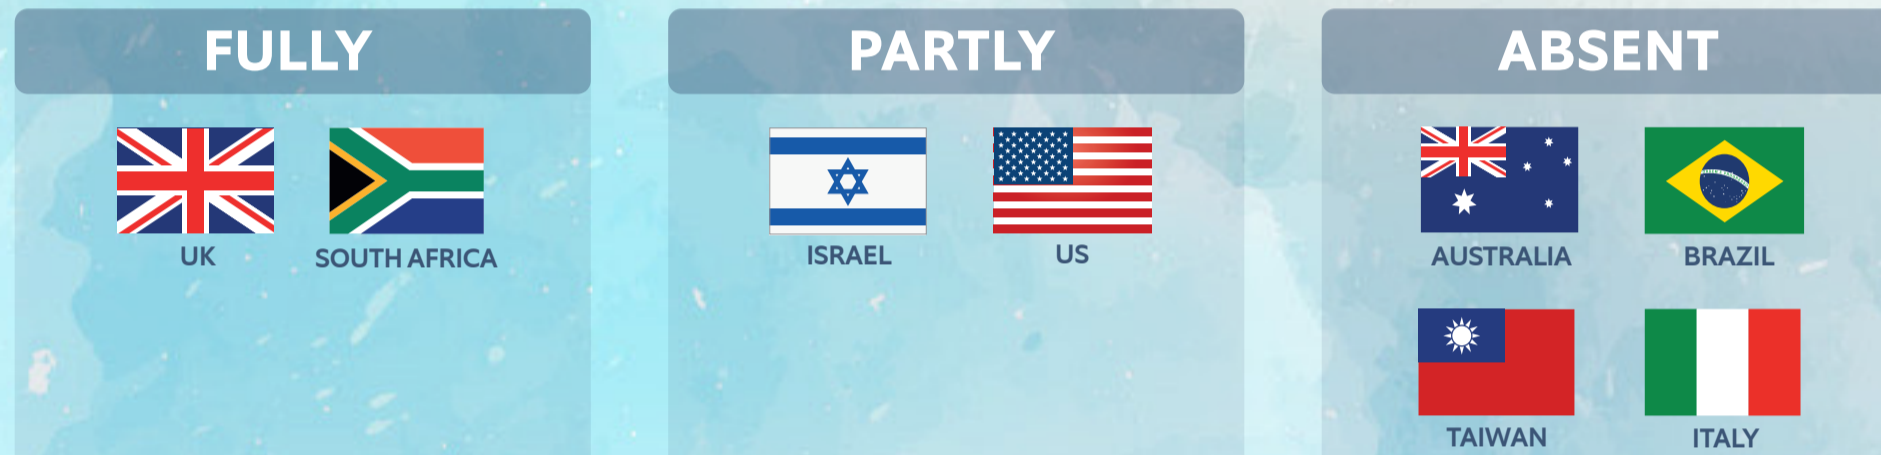 FULLY
UK
SOUTH AFRICA
PARTLY
ISRAEL
US
ABSENT
AUSTRALIA
BRAZIL
TAIWAN
ITALY